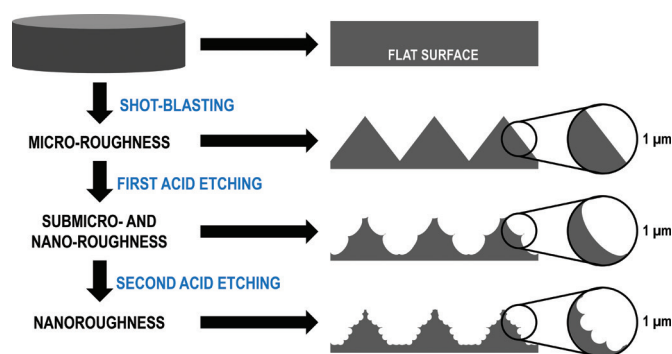 FLAT SURFACE
SHOT-BLASTING
MICRO-ROUGHNESS
1 μm
FIRST ACID ETCHING
SUBMICRO- AND
NANO-ROUGHNESS
1 μm
SECOND ACID ETCHING
NANOROUGHNESS
1 μm